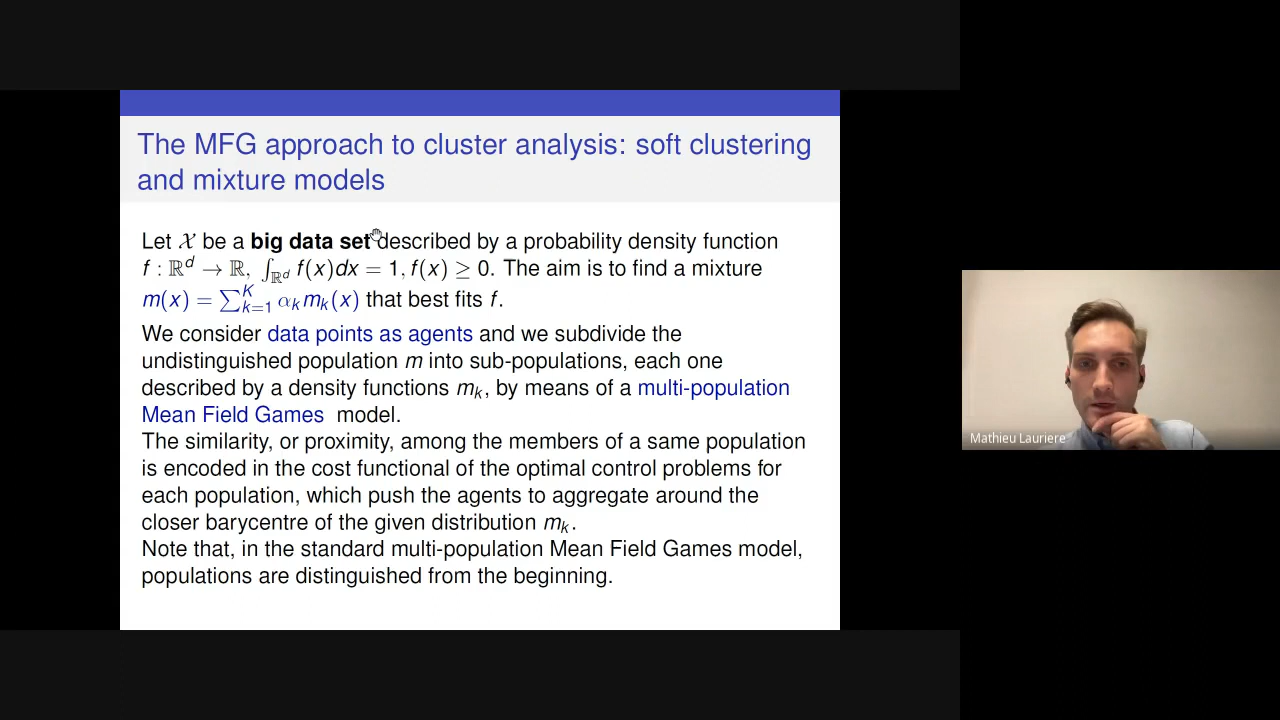 The MFG approach to cluster analysis: soft clustering
and mixture models
Let 𝒳 be a big data set described by a probability density function
f : ℝᵈ → ℝ, ∫_{ℝᵈ} f(x)dx = 1, f(x) ≥ 0. The aim is to find a mixture
m(x) = ∑_{k=1}^{K} α_k m_k(x) that best fits f.
We consider data points as agents and we subdivide the
undistinguished population m into sub-populations, each one
described by a density functions m_k, by means of a multi-population
Mean Field Games model.
The similarity, or proximity, among the members of a same population
is encoded in the cost functional of the optimal control problems for
each population, which push the agents to aggregate around the
closer barycentre of the given distribution m_k.
Note that, in the standard multi-population Mean Field Games model,
populations are distinguished from the beginning.
Mathieu Lauriere